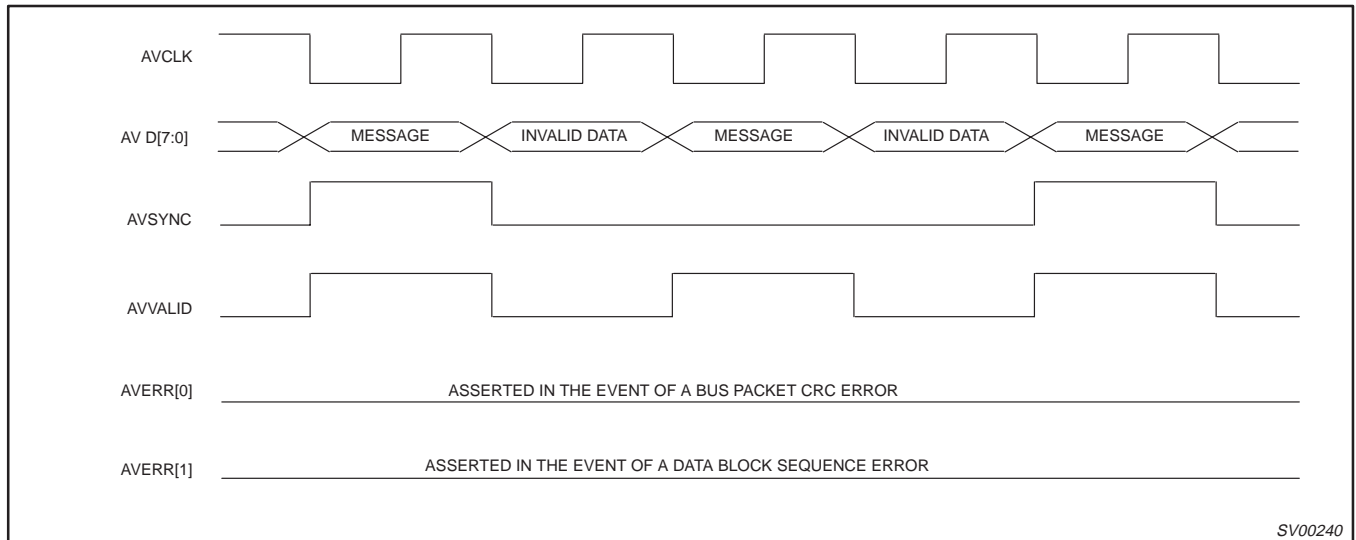 AVCLK
AV D[7:0] MESSAGE INVALID DATA MESSAGE INVALID DATA MESSAGE
AVSYNC
AVVALID
AVERR[0] ASSERTED IN THE EVENT OF A BUS PACKET CRC ERROR
AVERR[1] ASSERTED IN THE EVENT OF A DATA BLOCK SEQUENCE ERROR
SV00240